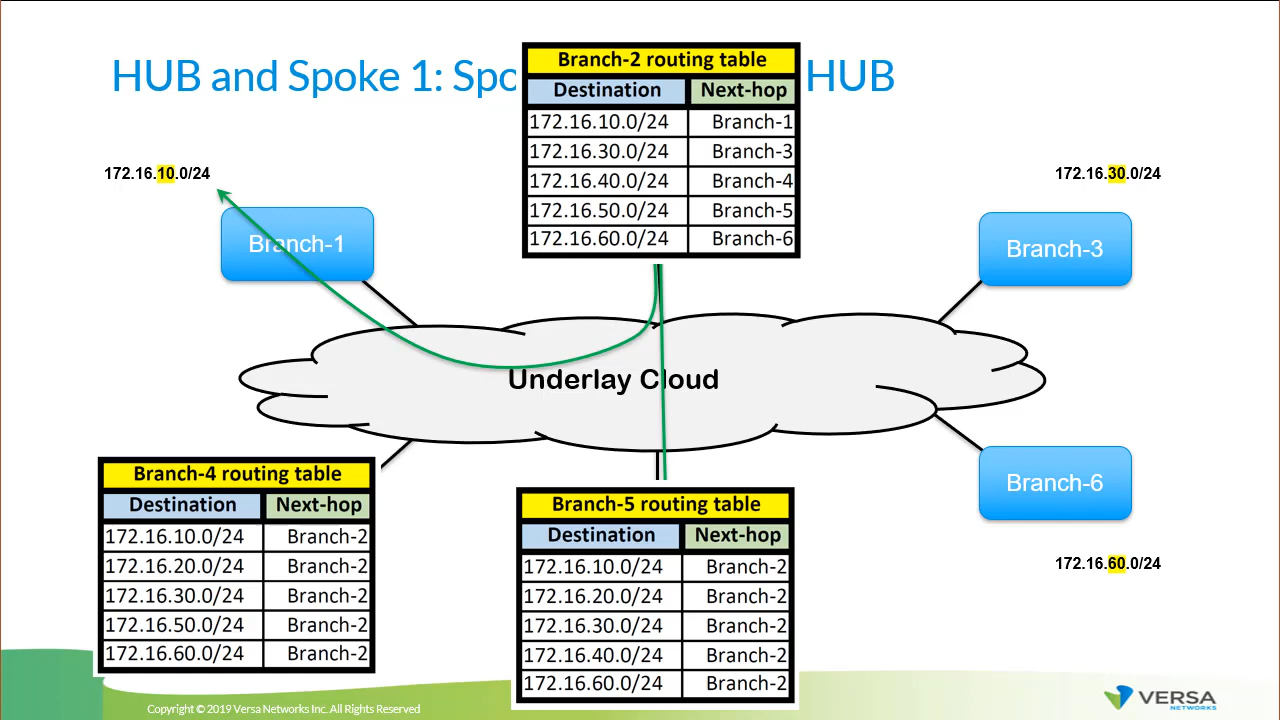 HUB and Spoke 1: Spo HUB
Branch-2 routing table
Destination Next-hop
172.16.10.0/24 Branch-1
172.16.30.0/24 Branch-3
172.16.40.0/24 Branch-4
172.16.50.0/24 Branch-5
172.16.60.0/24 Branch-6
172.16.10.0/24
172.16.30.0/24
Branch-1
Branch-3
Underlay Cloud
Branch-4 routing table
Destination Next-hop
172.16.10.0/24 Branch-2
172.16.20.0/24 Branch-2
172.16.30.0/24 Branch-2
172.16.50.0/24 Branch-2
172.16.60.0/24 Branch-2
Branch-5 routing table
Destination Next-hop
172.16.10.0/24 Branch-2
172.16.20.0/24 Branch-2
172.16.30.0/24 Branch-2
172.16.40.0/24 Branch-2
172.16.60.0/24 Branch-2
Branch-6
172.16.60.0/24
Copyright © 2019 Versa Networks Inc. All Rights Reserved
VERSA
NETWORKS